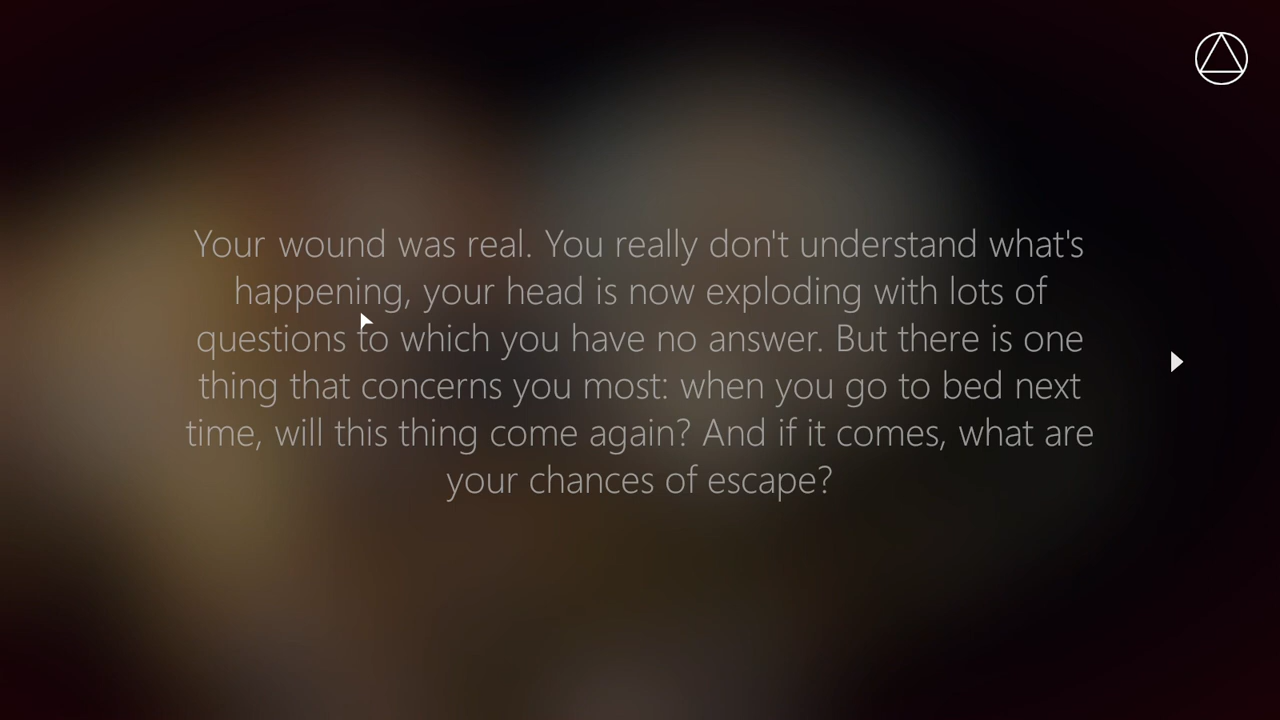 Your wound was real. You really don't understand what's
happening, your head is now exploding with lots of
questions to which you have no answer. But there is one
thing that concerns you most: when you go to bed next
time, will this thing come again? And if it comes, what are
your chances of escape?